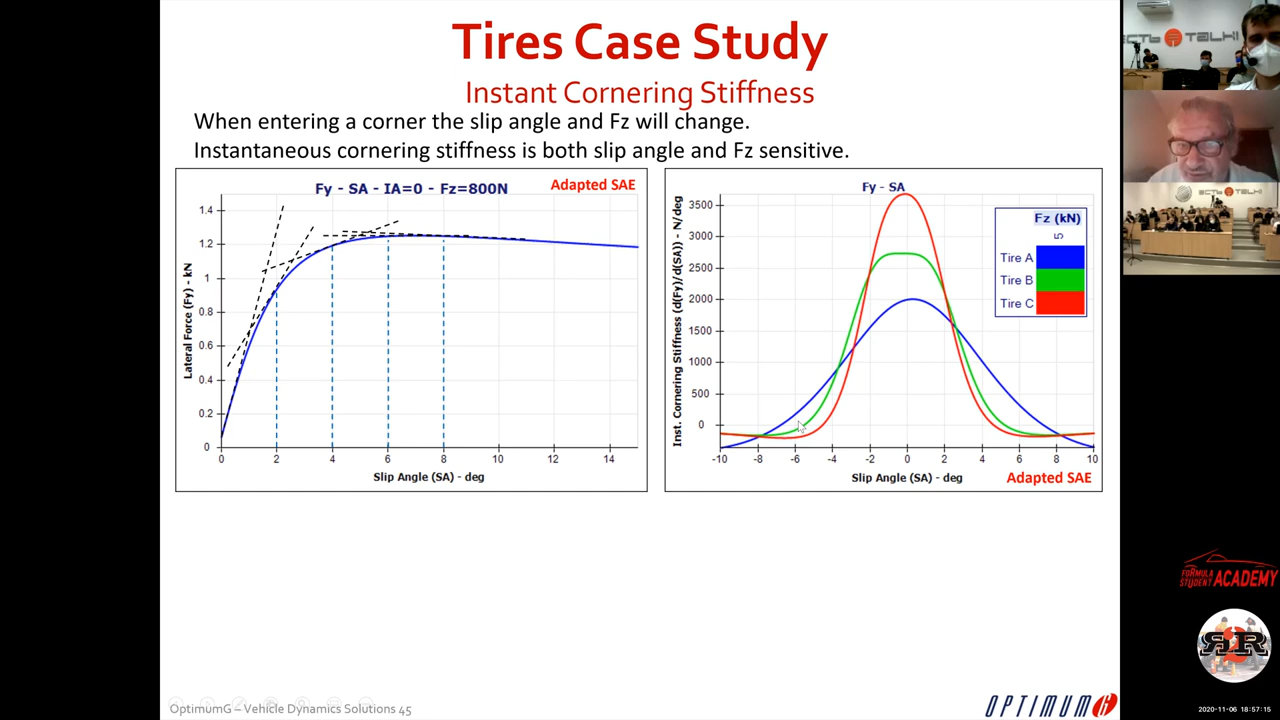 Tires Case Study
Instant Cornering Stiffness
When entering a corner the slip angle and Fz will change.
Instantaneous cornering stiffness is both slip angle and Fz sensitive.
Fy - SA - IA=0 - Fz=800N
Adapted SAE
Lateral Force (Fy) - kN
1.4
1.2
1
0.8
0.6
0.4
0.2
0
0 2 4 6 8 10 12 14
Slip Angle (SA) - deg
Fy - SA
Inst. Cornering Stiffness (d(Fy)/d(SA)) - N/deg
3500
3000
2500
2000
1500
1000
500
0
Fz (kN)
5
Tire A
Tire B
Tire C
-10 -8 -6 -4 -2 0 2 4 6 8 10
Slip Angle (SA) - deg
Adapted SAE
OptimumG – Vehicle Dynamics Solutions 45
OPTIMUMG
ЕСТЬ TALK!
ЕСТЬ TALK!
FORMULA
STUDENT ACADEMY
2020-11-06 18:57:15